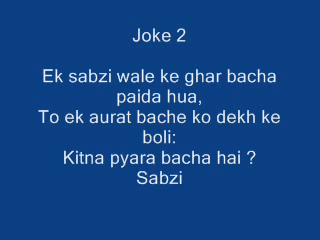 Joke 2
Ek sabzi wale ke ghar bacha
paida hua,
To ek aurat bache ko dekh ke
boli:
Kitna pyara bacha hai ?
Sabzi